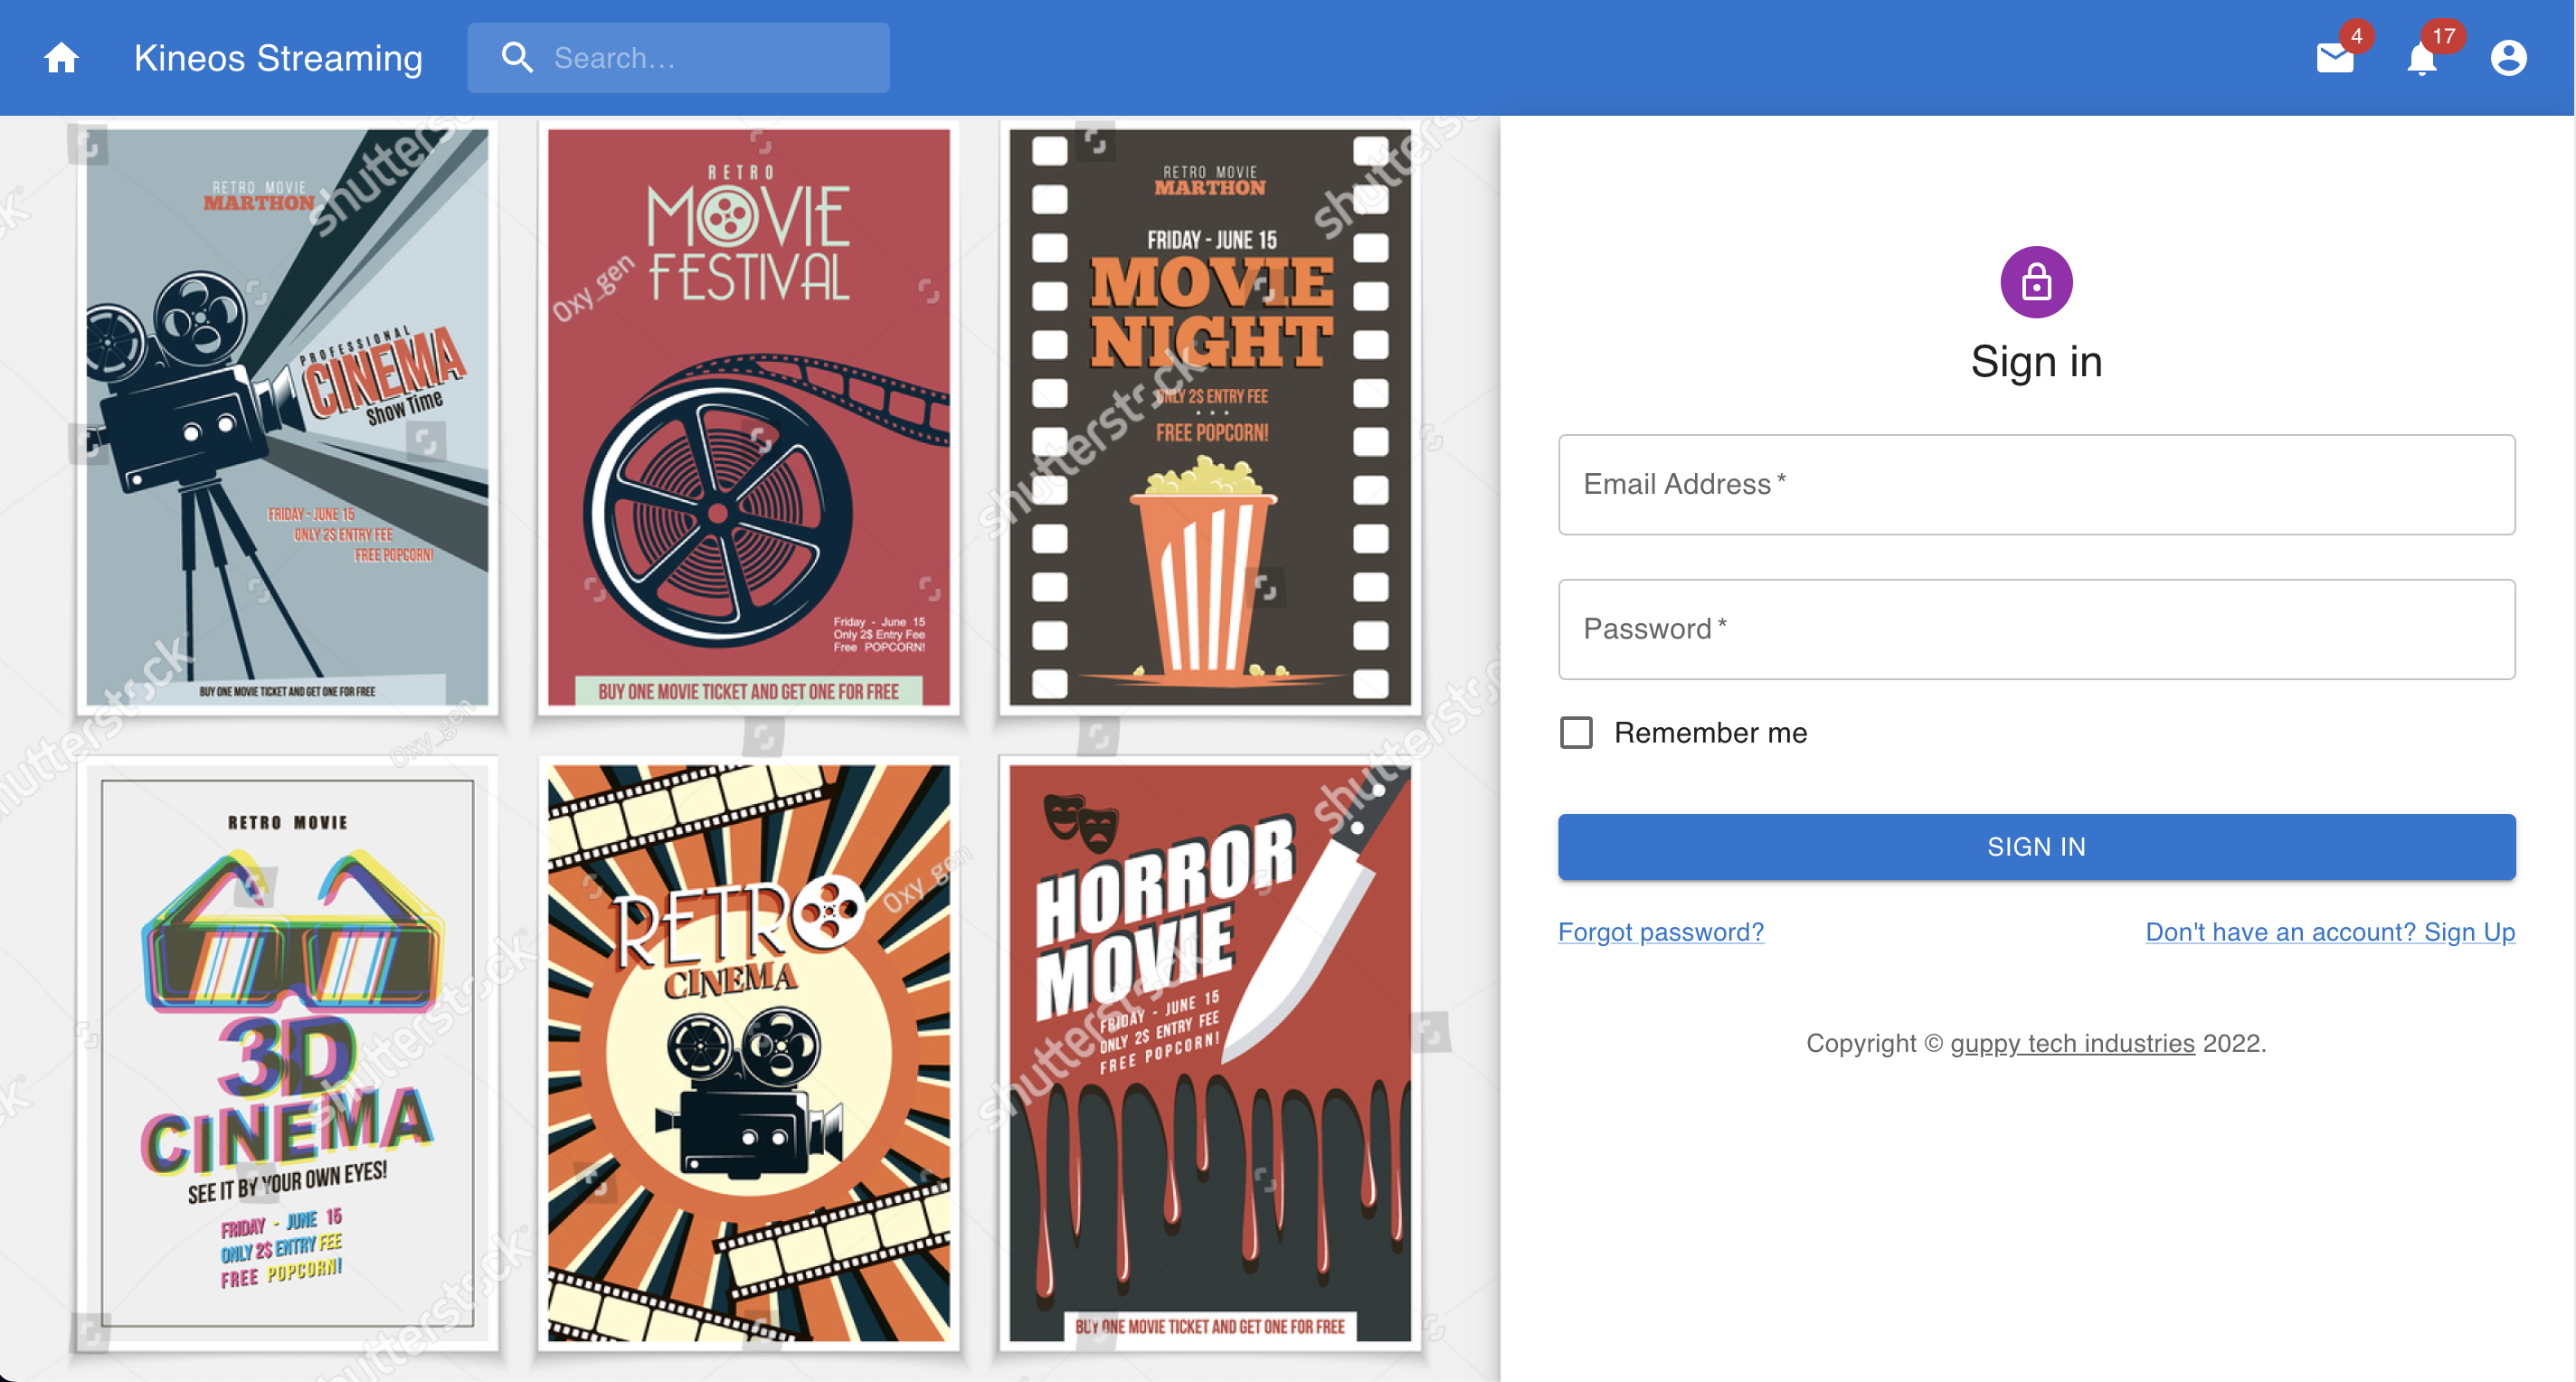 Kineos Streaming
Search...
4
17
RETRO MOVIE
MARTHON
PROFESSIONAL
CINEMA
Show Time
FRIDAY - JUNE 15
ONLY 2$ ENTRY FEE
FREE POPCORN!
BUY ONE MOVIE TICKET AND GET ONE FOR FREE
RETRO
MOVIE
FESTIVAL
Friday - June 15
Only 2$ Entry Fee
Free POPCORN!
BUY ONE MOVIE TICKET AND GET ONE FOR FREE
RETRO MOVIE
MARTHON
FRIDAY - JUNE 15
MOVIE
NIGHT
ONLY 2$ ENTRY FEE
FREE POPCORN!
RETRO MOVIE
3D
CINEMA
SEE IT BY YOUR OWN EYES!
FRIDAY - JUNE 15
ONLY 2$ ENTRY FEE
FREE POPCORN!
RETRO
CINEMA
HORROR
MOVIE
FRIDAY - JUNE 15
ONLY 2$ ENTRY FEE
FREE POPCORN!
BUY ONE MOVIE TICKET AND GET ONE FOR FREE
shutterstock
0xy_gen
Sign in
Email Address *
Password *
Remember me
SIGN IN
Forgot password?
Don't have an account? Sign Up
Copyright © guppy tech industries 2022.